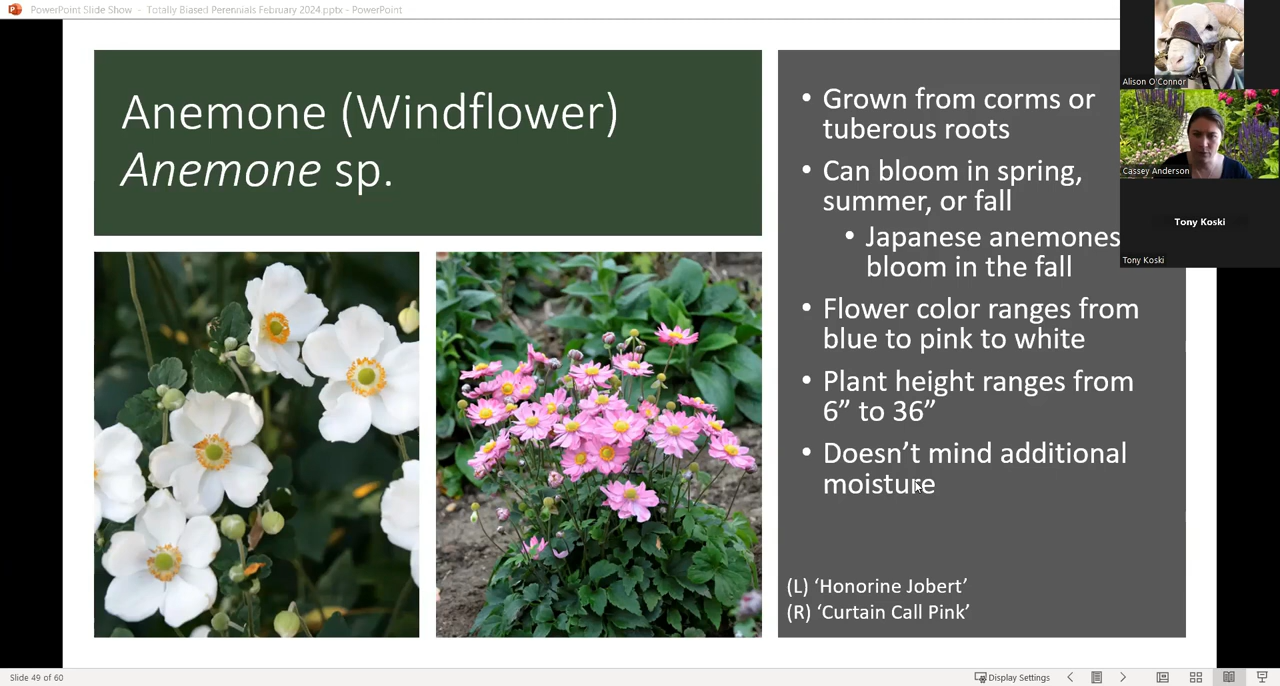 PowerPoint Slide Show - Totally Biased Perennials February 2024.pptx - PowerPoint
Anemone (Windflower)
Anemone sp.
• Grown from corms or
tuberous roots
• Can bloom in spring,
summer, or fall
• Japanese anemones
bloom in the fall
• Flower color ranges from
blue to pink to white
• Plant height ranges from
6” to 36”
• Doesn’t mind additional
moisture
(L) ‘Honorine Jobert’
(R) ‘Curtain Call Pink’
Alison O'Connor
Cassey Anderson
Tony Koski
Tony Koski
Slide 49 of 60
Display Settings